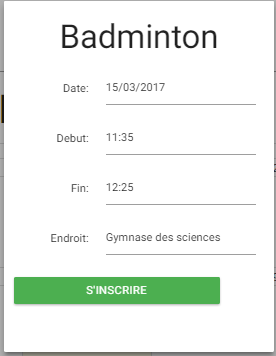 Badminton
Date: 15/03/2017
Debut: 11:35
Fin: 12:25
Endroit: Gymnase des sciences
S'INSCRIRE